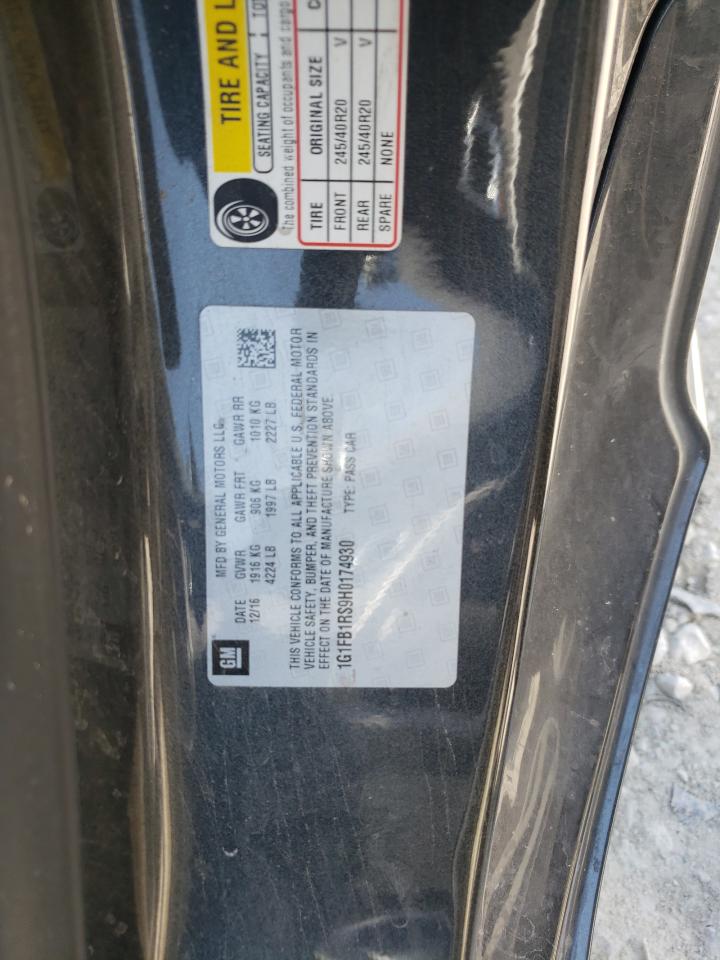 TIRE AND L
SEATING CAPACITY
The combined weight of occupants and cargo
TIRE ORIGINAL SIZE
FRONT 245/40R20 V
REAR 245/40R20 V
SPARE NONE
GM
MFD BY GENERAL MOTORS LLC
DATE GVWR GAWR FRT GAWR RR
12/16 1916 KG 906 KG 1010 KG
4224 LB 1997 LB 2227 LB
THIS VEHICLE CONFORMS TO ALL APPLICABLE U.S. FEDERAL MOTOR
VEHICLE SAFETY, BUMPER, AND THEFT PREVENTION STANDARDS IN
EFFECT ON THE DATE OF MANUFACTURE SHOWN ABOVE.
1G1FB1RS9H0174930 TYPE: PASS CAR